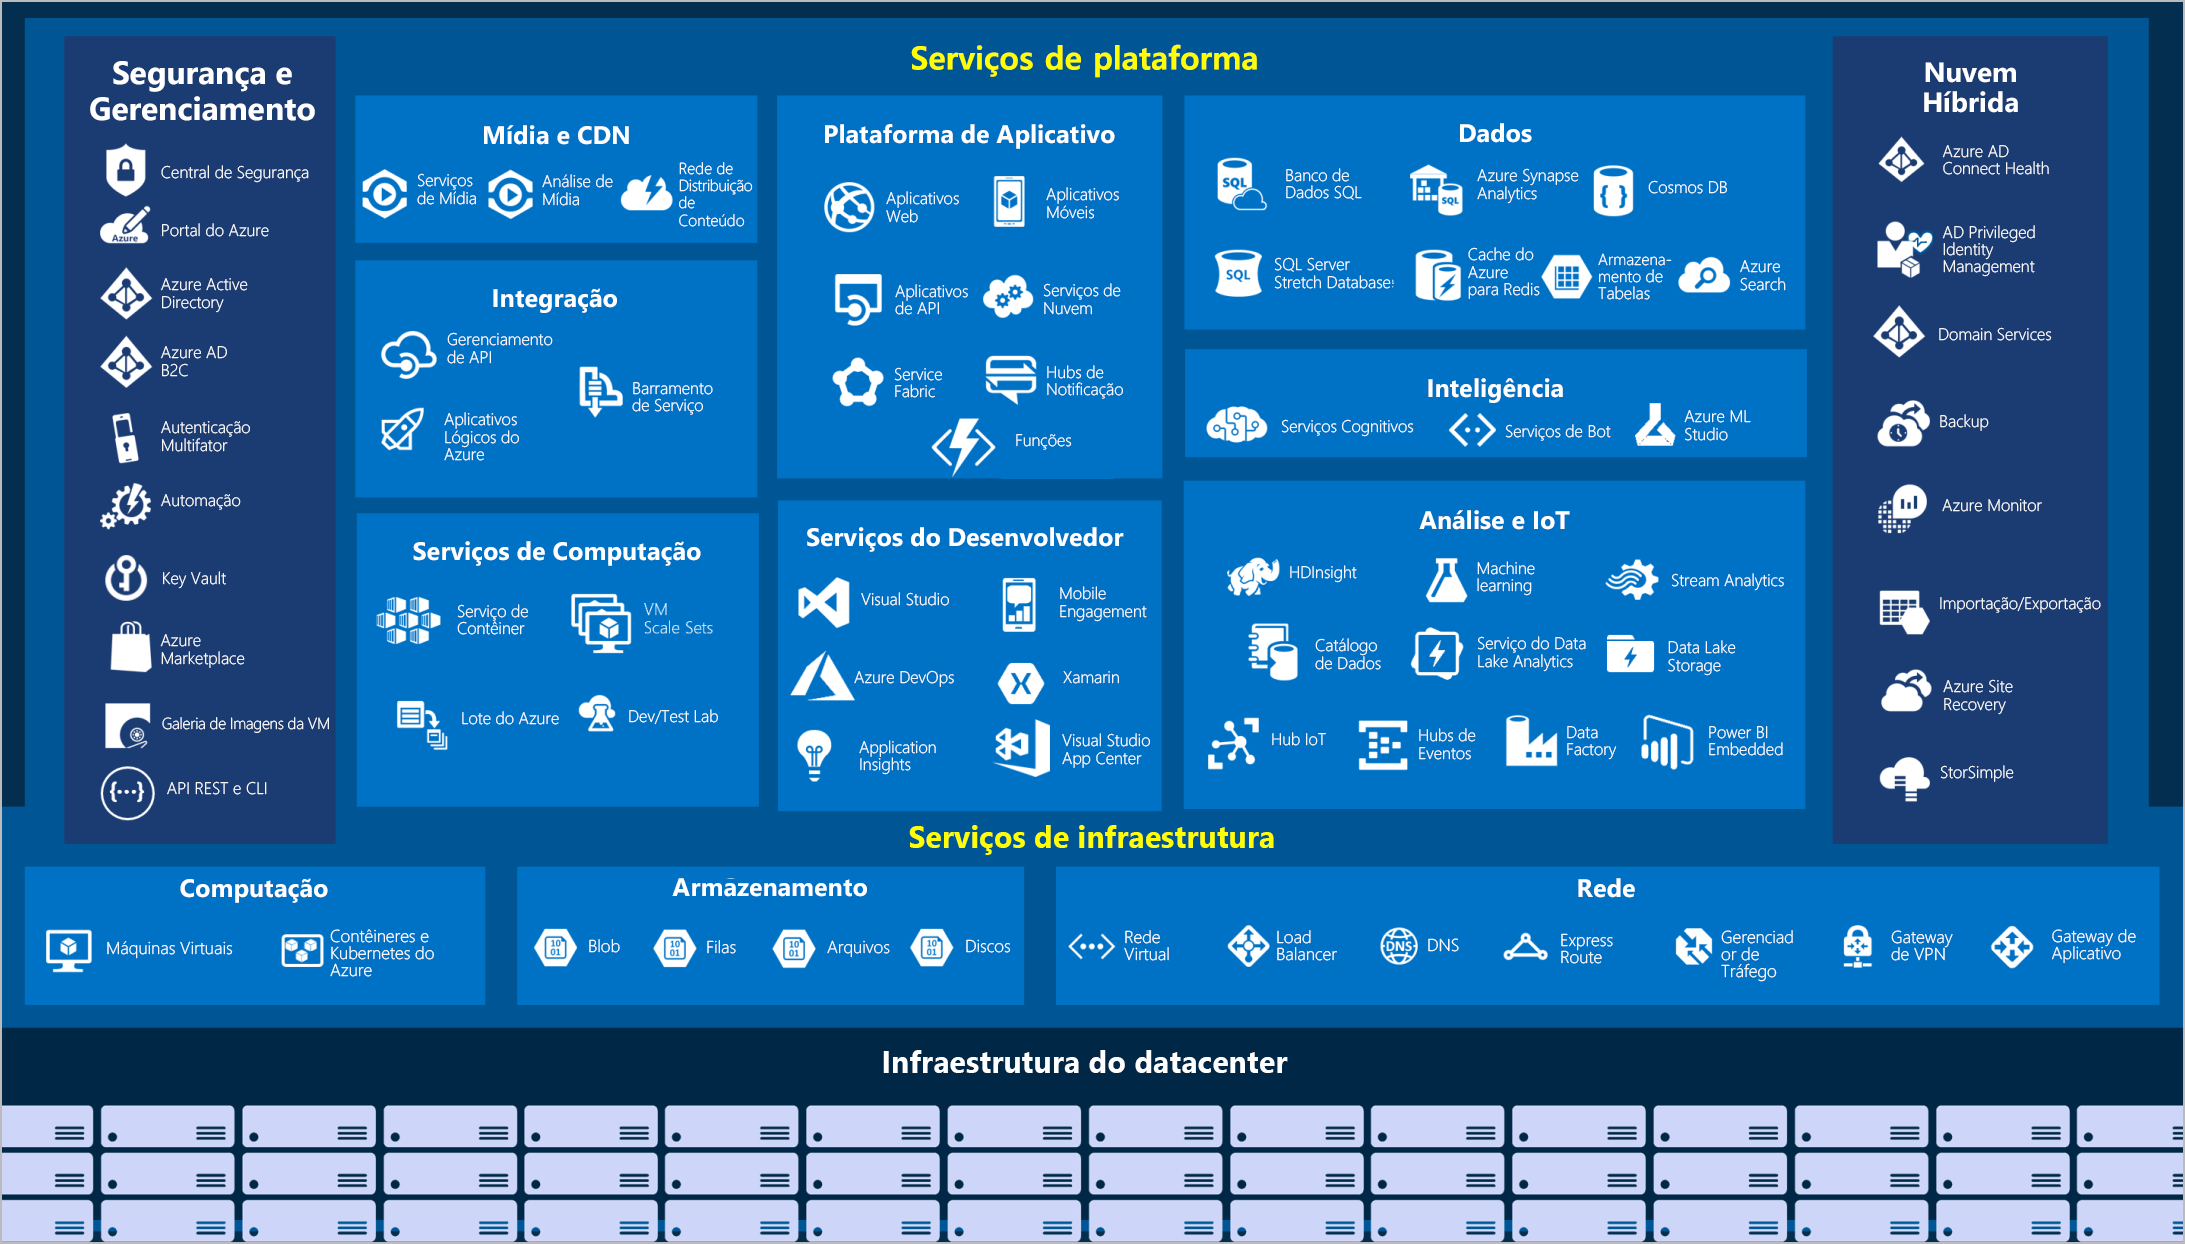 Segurança e
Gerenciamento
Central de Segurança
Azure
Portal do Azure
Azure Active
Directory
Azure AD
B2C
Autenticação
Multifator
Automação
Key Vault
Azure
Marketplace
Galeria de Imagens da VM
{···}
API REST e CLI
Serviços de plataforma
Mídia e CDN
Serviços
de Mídia
Análise de
Mídia
Rede de
Distribuição
de
Conteúdo
Integração
Gerenciamento
de API
Barramento
de Serviço
Aplicativos
Lógicos do
Azure
Serviços de Computação
Serviço de
Contêiner
VM
Scale Sets
Lote do Azure
Dev/Test Lab
Plataforma de Aplicativo
Aplicativos
Web
Aplicativos
Móveis
Aplicativos
de API
Serviços de
Nuvem
Service
Fabric
Hubs de
Notificação
Funções
Serviços do Desenvolvedor
Visual Studio
Mobile
Engagement
Azure DevOps
X
Xamarin
Application
Insights
Visual Studio
App Center
Dados
SQL
Banco de
Dados SQL
SQL
Azure Synapse
Analytics
{ }
Cosmos DB
SQL
SQL Server
Stretch Database
Cache do
Azure
para Redis
Armazena-
mento de
Tabelas
Azure
Search
Inteligência
Serviços Cognitivos
Serviços de Bot
Azure ML
Studio
Análise e IoT
HDInsight
Machine
learning
Stream Analytics
Catálogo
de Dados
Serviço do Data
Lake Analytics
Data Lake
Storage
Hub IoT
Hubs de
Eventos
Data
Factory
Power BI
Embedded
Nuvem
Híbrida
Azure AD
Connect Health
AD Privileged
Identity
Management
Domain Services
Backup
Azure Monitor
Importação/Exportação
Azure Site
Recovery
StorSimple
Serviços de infraestrutura
Computação
Máquinas Virtuais
Contêineres e
Kubernetes do
Azure
Armazenamento
10
01
Blob
10
01
Filas
10
01
Arquivos
10
01
Discos
Rede
Rede
Virtual
Load
Balancer
DNS
DNS
Express
Route
Gerenciad
or de
Tráfego
Gateway
de VPN
Gateway de
Aplicativo
Infraestrutura do datacenter